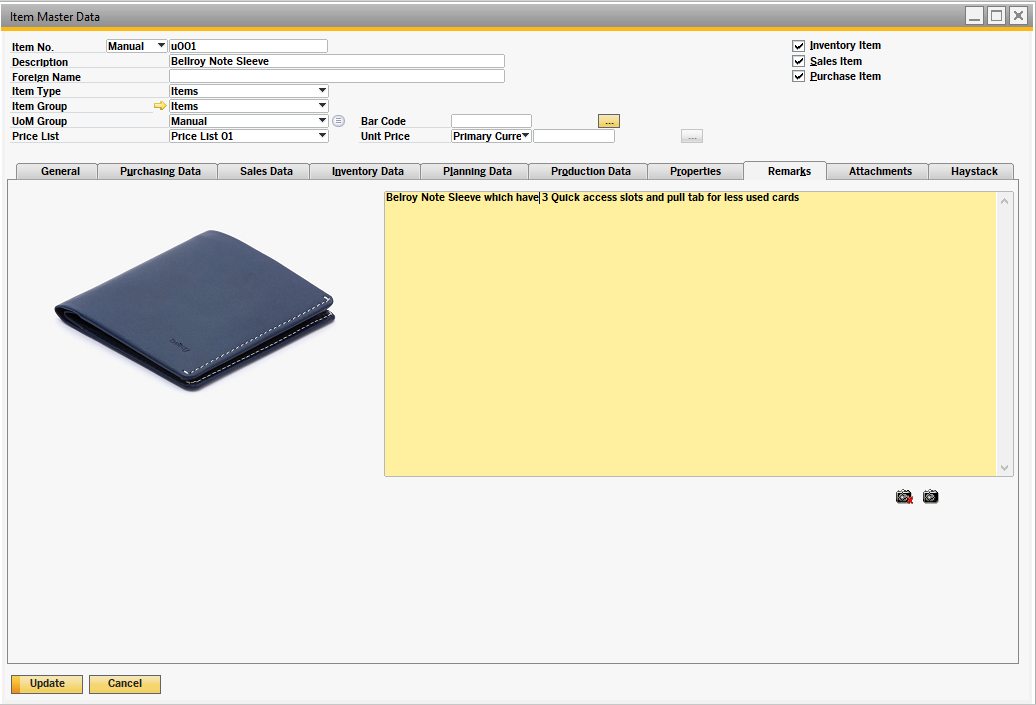 Item Master Data
Item No. Manual u001
Description Bellroy Note Sleeve
Foreign Name
Item Type Items
Item Group Items
UoM Group Manual Bar Code ...
Price List Price List 01 Unit Price Primary Curre ...
Inventory Item
Sales Item
Purchase Item
General Purchasing Data Sales Data Inventory Data Planning Data Production Data Properties Remarks Attachments Haystack
Belroy Note Sleeve which have 3 Quick access slots and pull tab for less used cards
Update Cancel